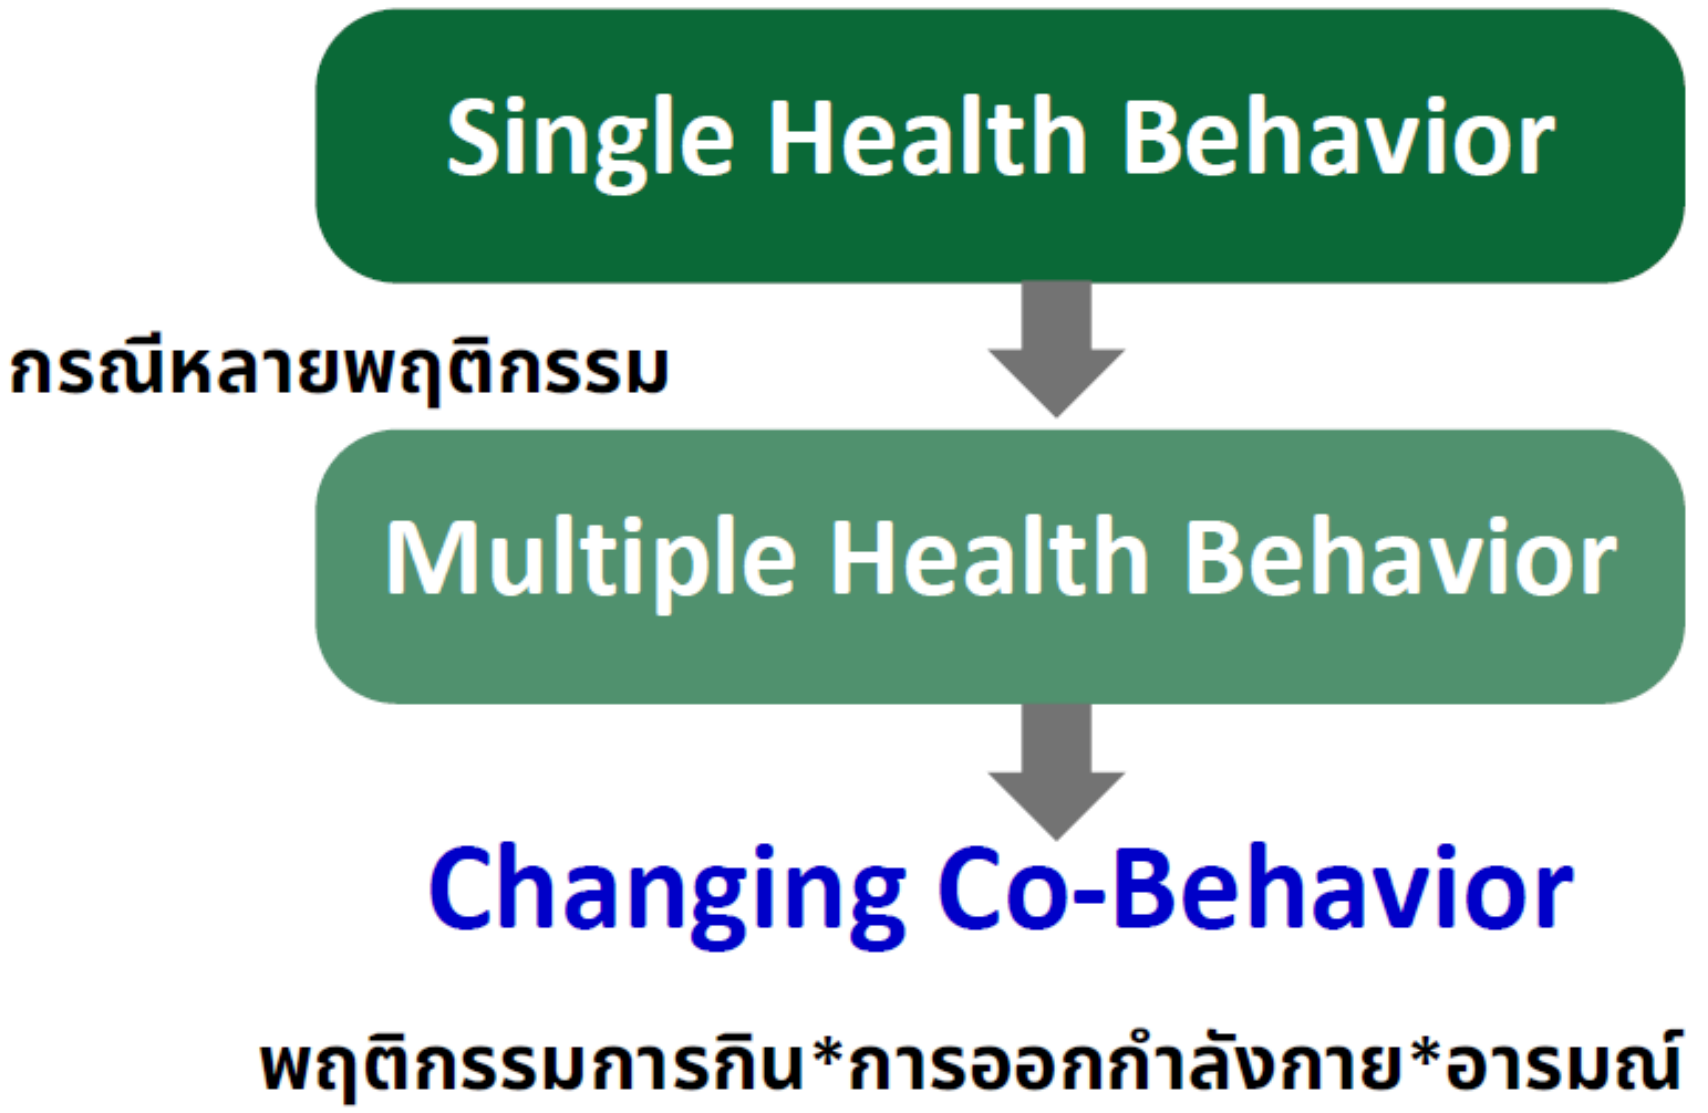 Single Health Behavior
กรณีหลายพฤติกรรม
Multiple Health Behavior
Changing Co-Behavior
พฤติกรรมการกิน*การออกกำลังกาย*อารมณ์